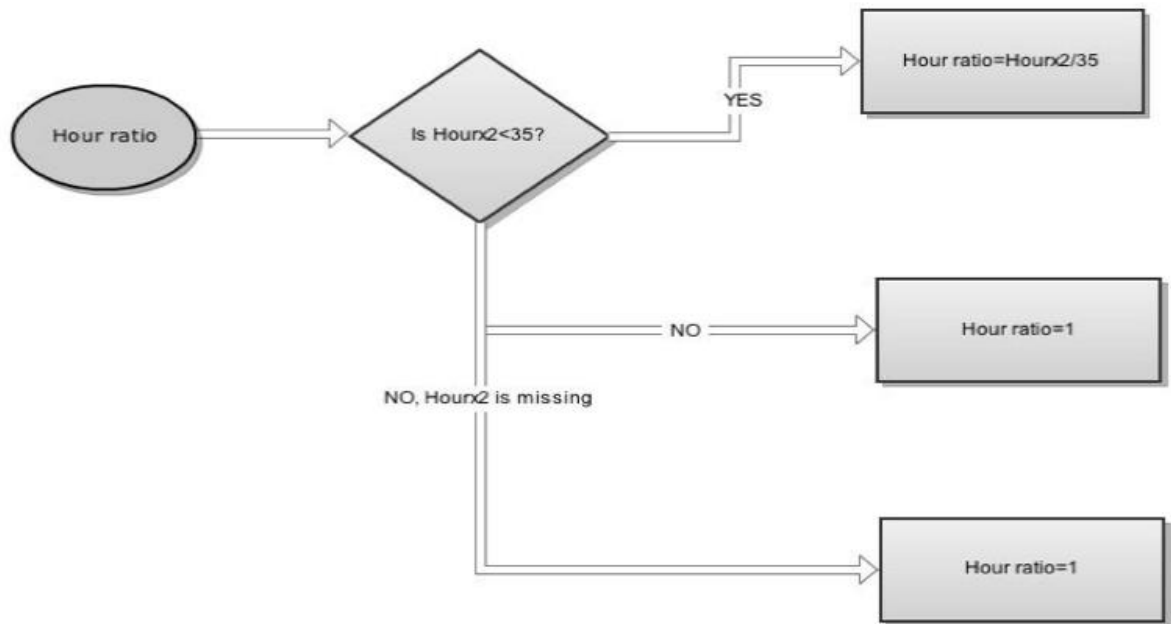 Hour ratio=Hourx2/35
YES
Hour ratio
Is Hourx2<35?
NO
Hour ratio=1
NO, Hourx2 is missing
Hour ratio=1